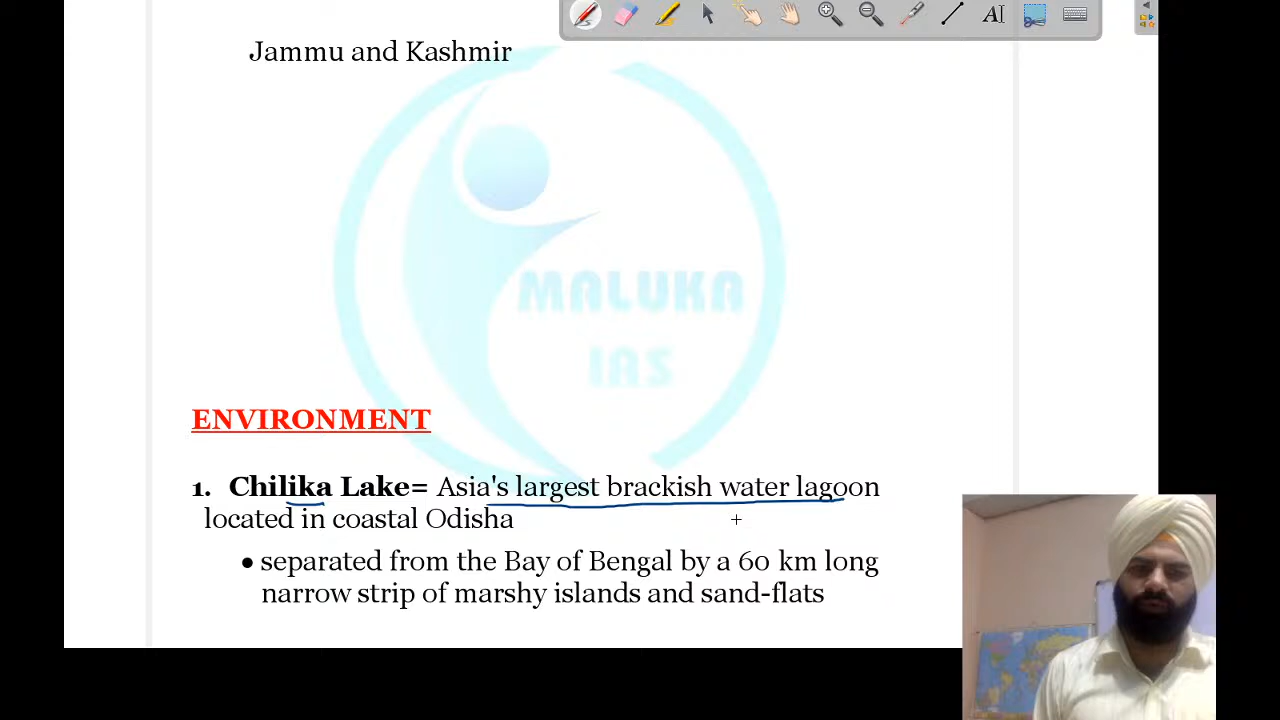 Jammu and Kashmir
MALUKA
IAS
ENVIRONMENT
1. Chilika Lake= Asia's largest brackish water lagoon
located in coastal Odisha
• separated from the Bay of Bengal by a 60 km long
narrow strip of marshy islands and sand-flats